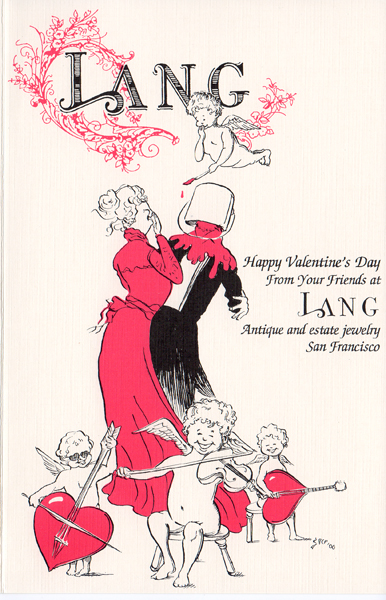 LANG
Happy Valentine's Day
From Your Friends at
LANG
Antique and estate jewelry
San Francisco